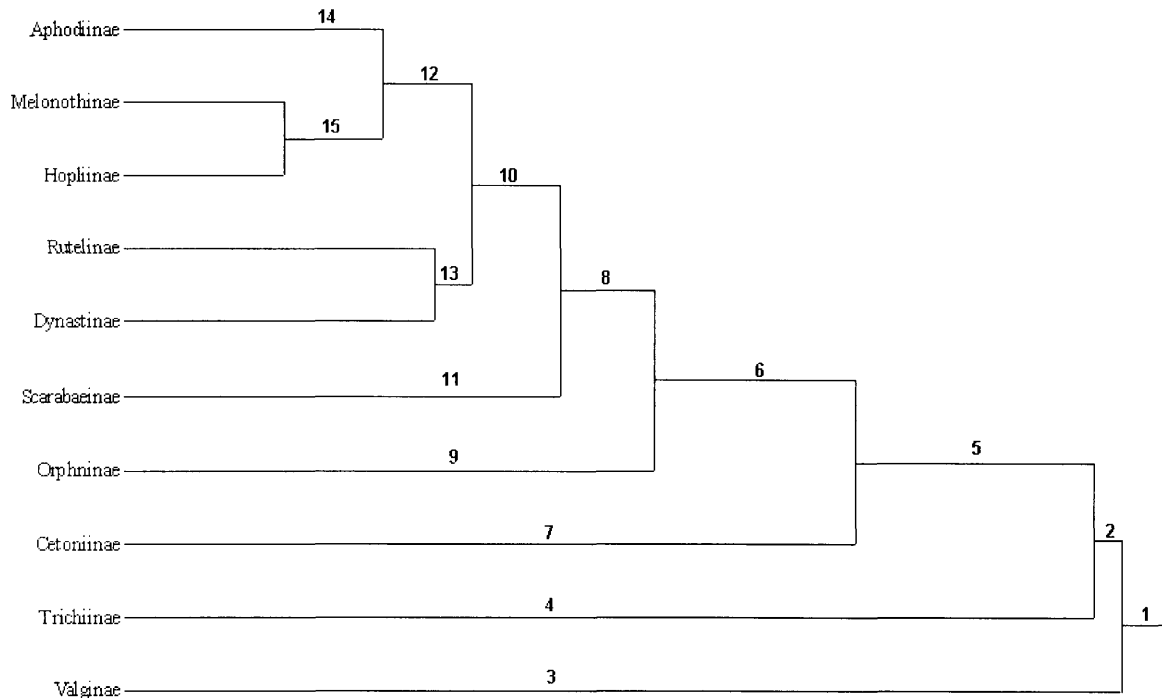 14
Aphodiinae
12
Melonothinae
15
Hopliinae
10
Rutelinae
13
8
Dynastinae
6
11
Scarabaeinae
5
9
Orphninae
2
7
Cetoniinae
4
1
Trichiinae
3
Valginae